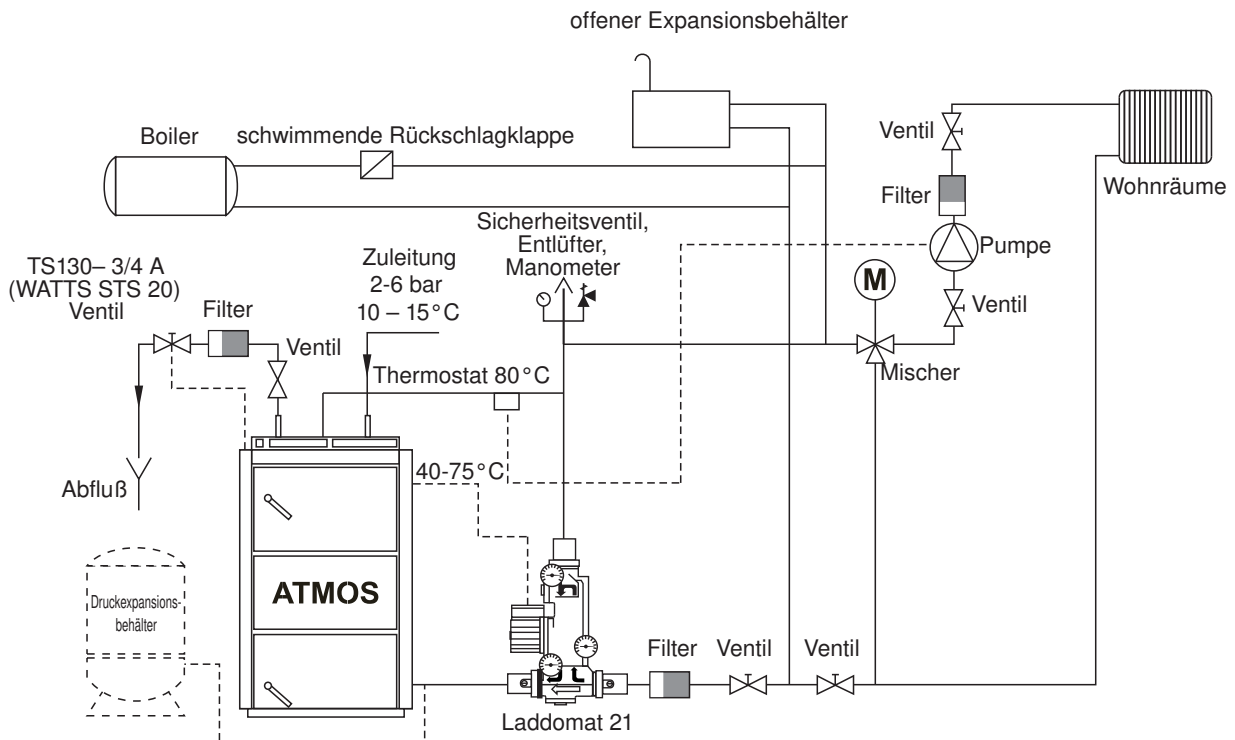 offener Expansionsbehälter
Boiler
schwimmende Rückschlagklappe
Ventil
Filter
Wohnräume
Pumpe
Ventil
Sicherheitsventil,
Entlüfter,
Manometer
M
Mischer
TS130– 3/4 A
(WATTS STS 20)
Ventil
Filter
Ventil
Zuleitung
2-6 bar
10 – 15°C
Thermostat 80°C
40-75°C
Abfluß
ATMOS
Druckexpansions-
behälter
Laddomat 21
Filter
Ventil
Ventil